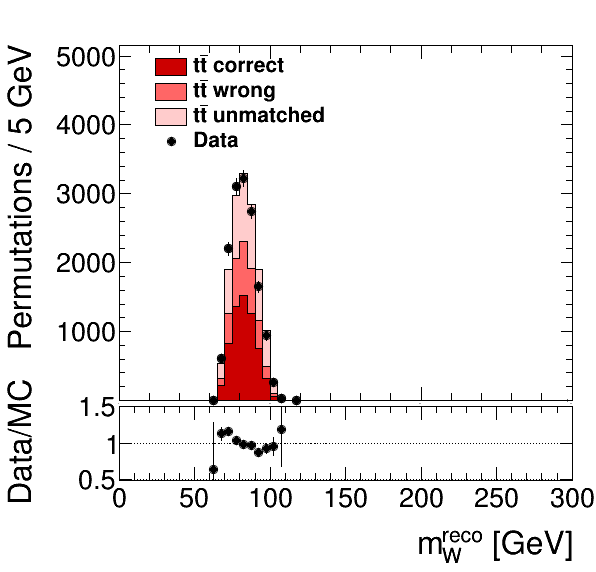 Permutations / 5 GeV
5000
4000
3000
2000
1000
tt̄ correct
tt̄ wrong
tt̄ unmatched
Data
Data/MC
1.5
1
0.5
0 50 100 150 200 250 300
m_W^reco [GeV]